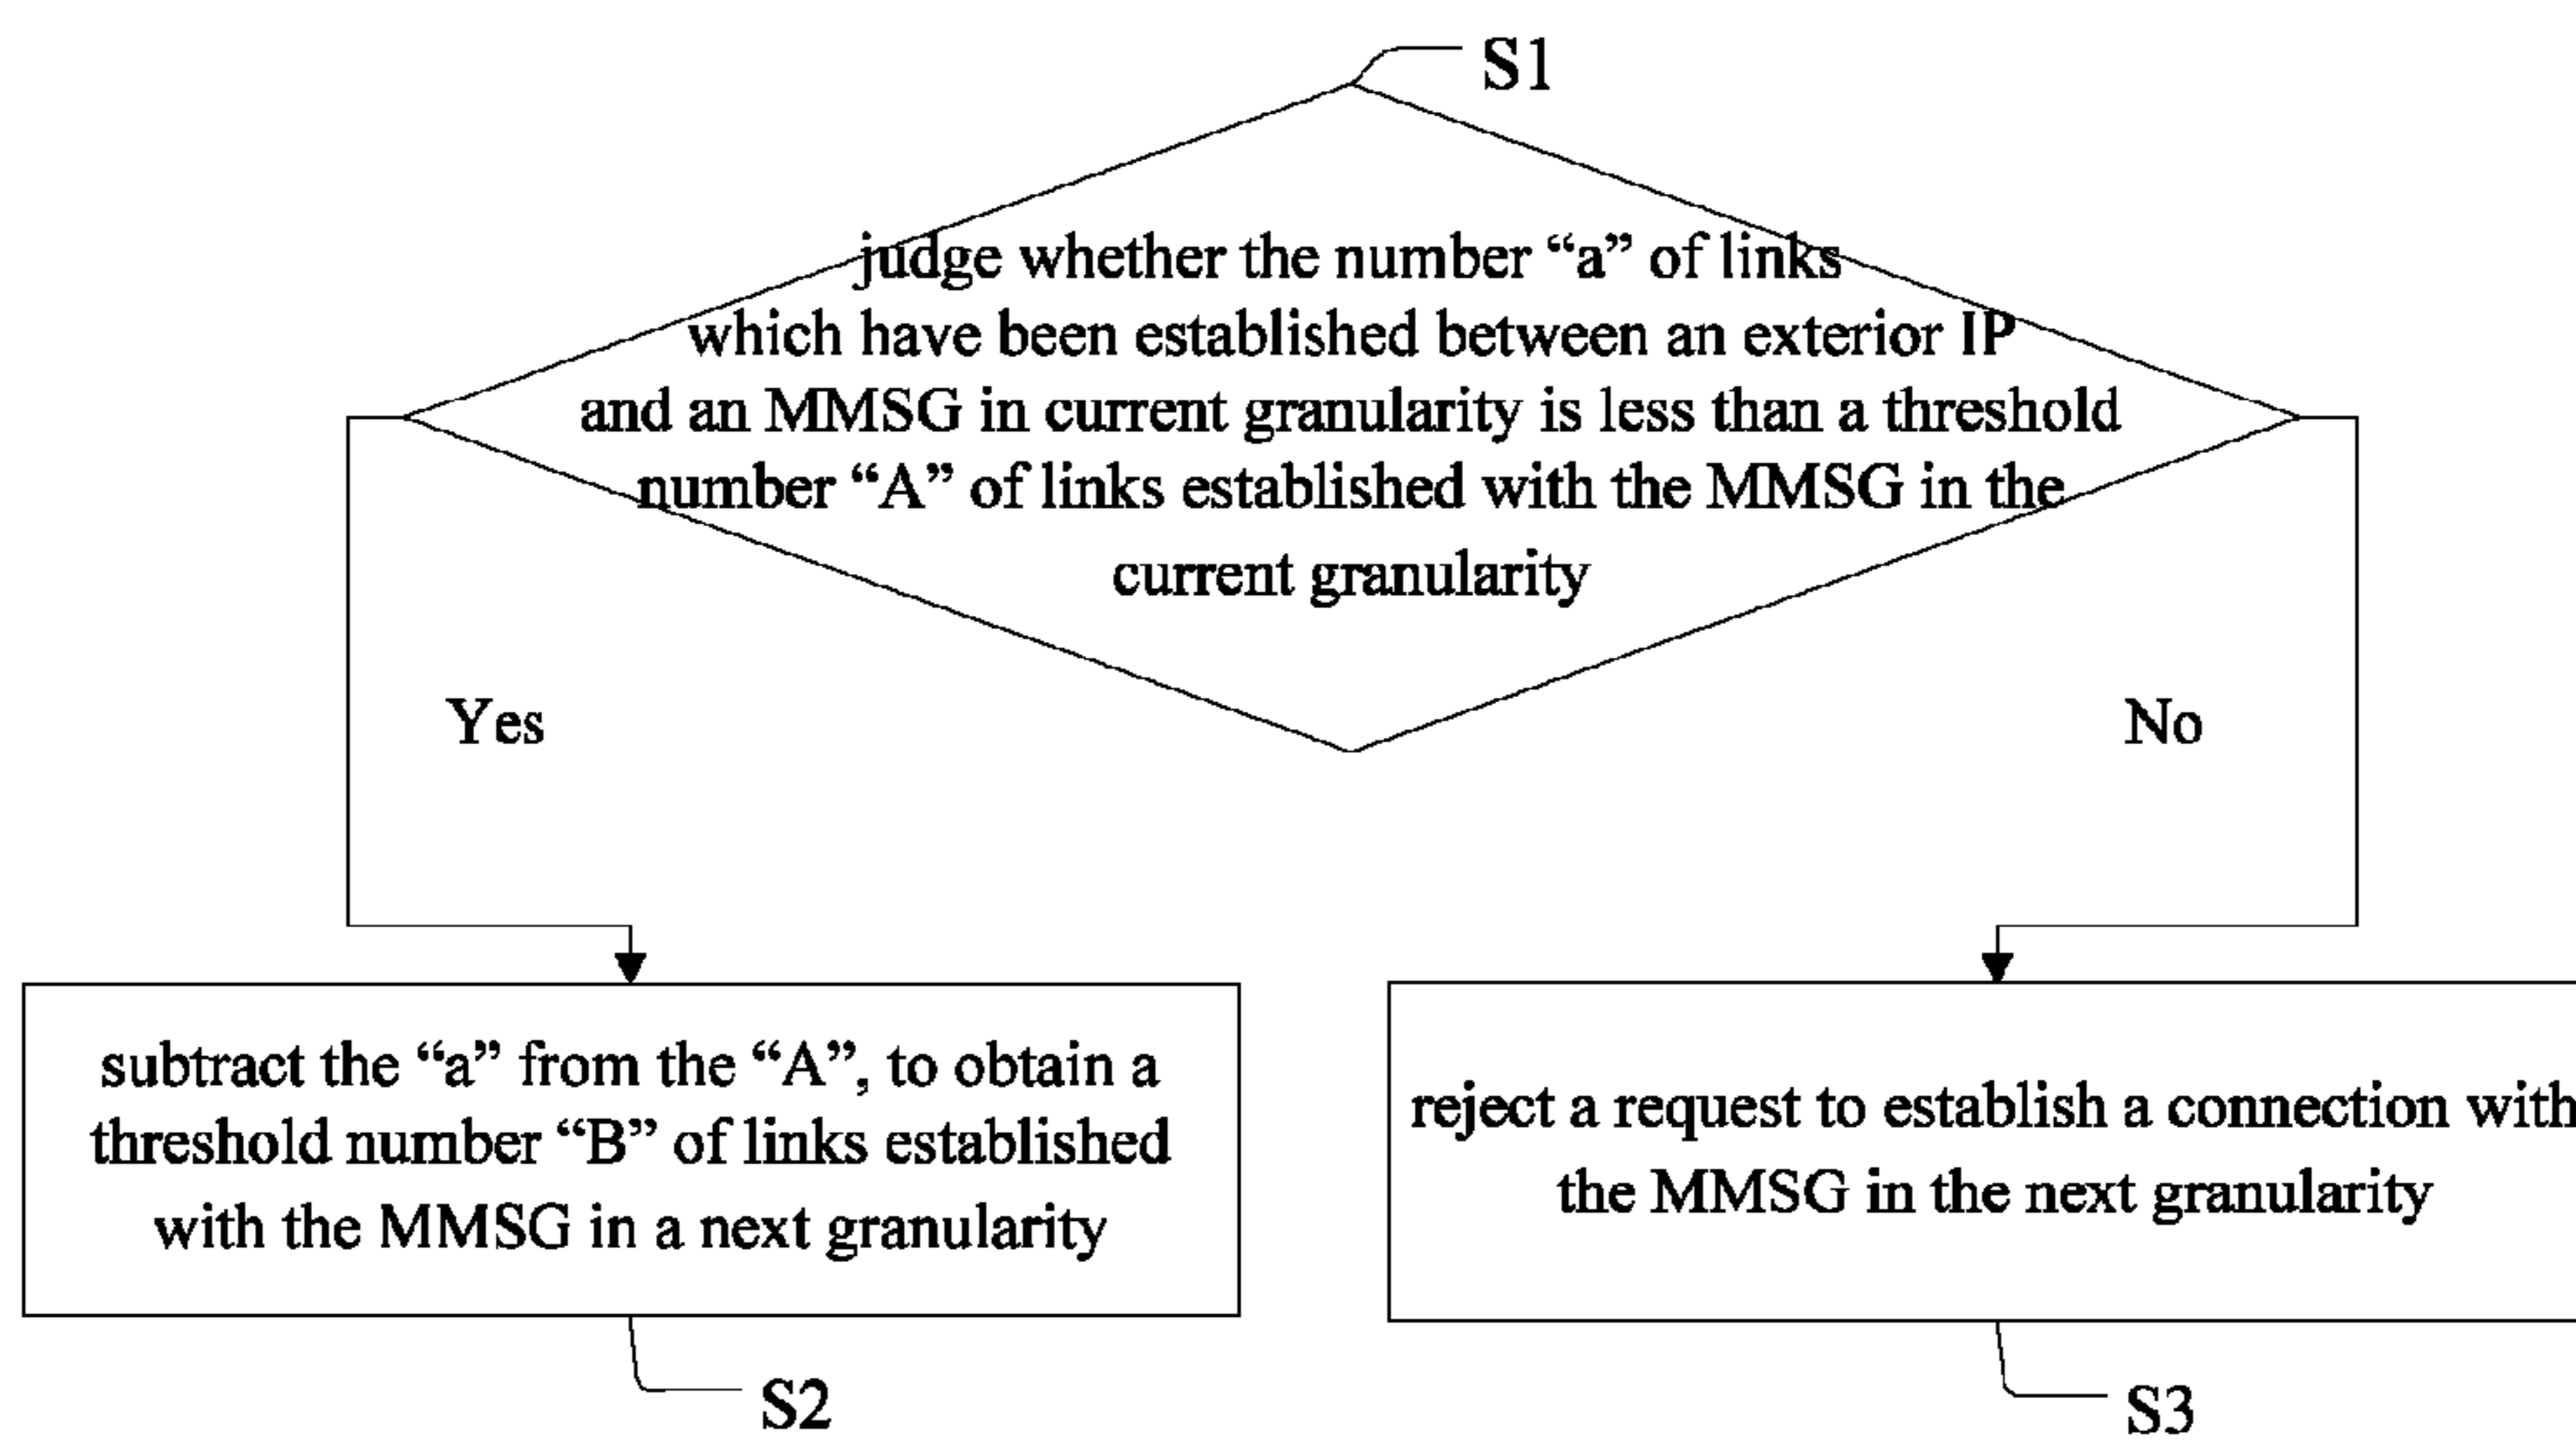 S1
judge whether the number “a” of links
which have been established between an exterior IP
and an MMSG in current granularity is less than a threshold
number “A” of links established with the MMSG in the
current granularity
Yes
No
subtract the “a” from the “A”, to obtain a
threshold number “B” of links established
with the MMSG in a next granularity
reject a request to establish a connection with
the MMSG in the next granularity
S2
S3